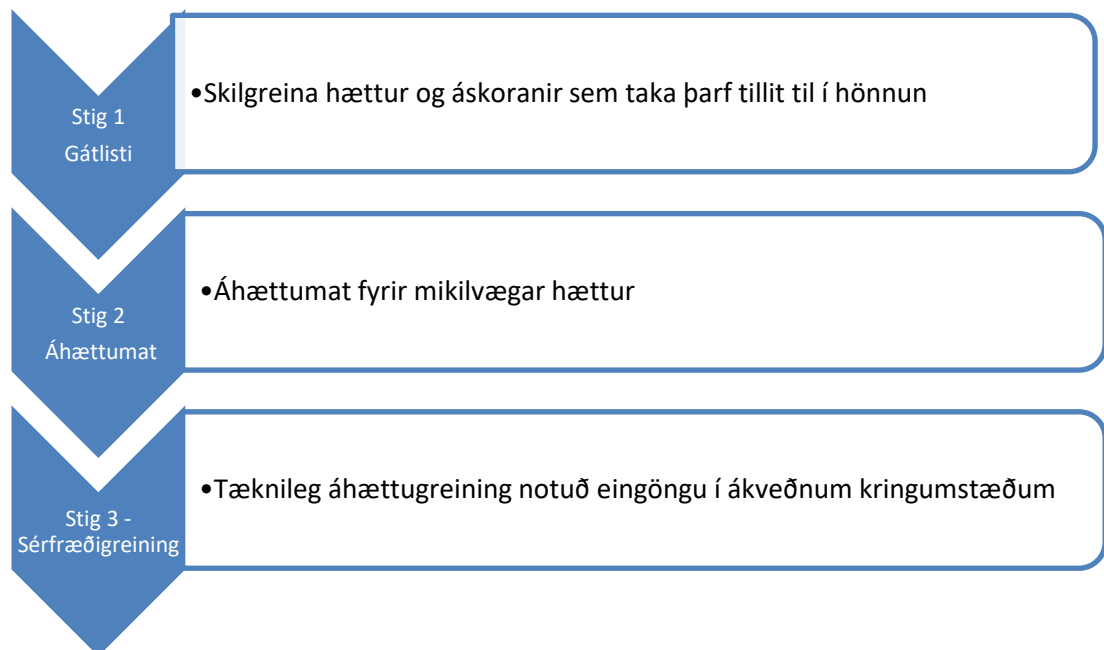 Stig 1
Gátlisti
•Skilgreina hættur og áskoranir sem taka þarf tillit til í hönnun
Stig 2
Áhættumat
•Áhættumat fyrir mikilvægar hættur
Stig 3 -
Sérfræðigreining
•Tæknileg áhættugreining notuð eingöngu í ákveðnum kringumstæðum